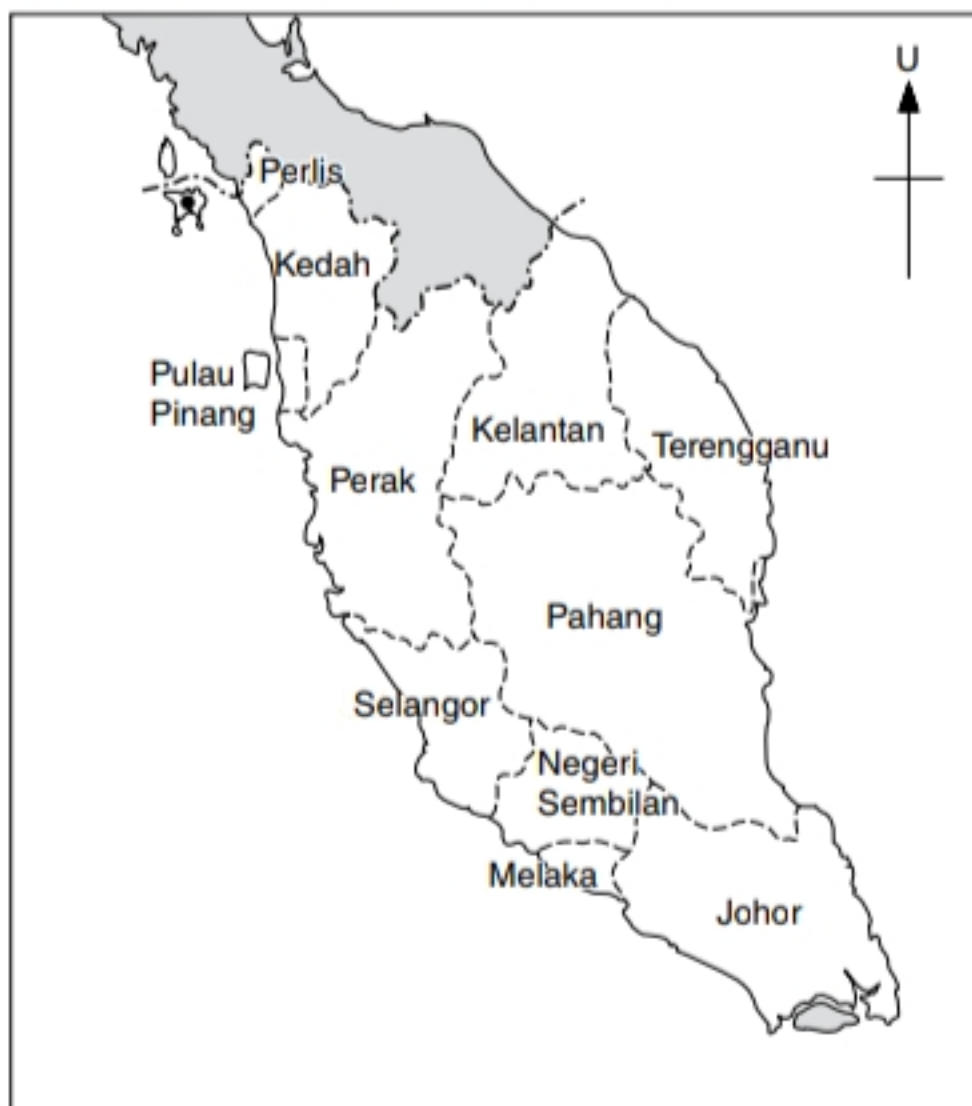 U
Perlis
Kedah
Pulau
Pinang
Kelantan
Terengganu
Perak
Pahang
Selangor
Negeri
Sembilan
Melaka
Johor